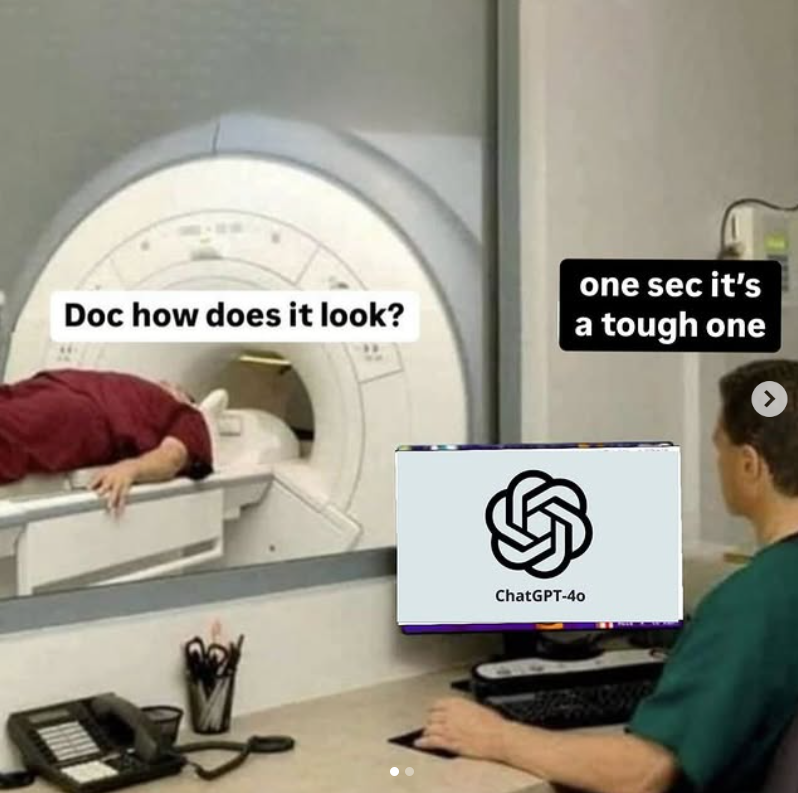 Doc how does it look?
one sec it's
a tough one
ChatGPT-4o